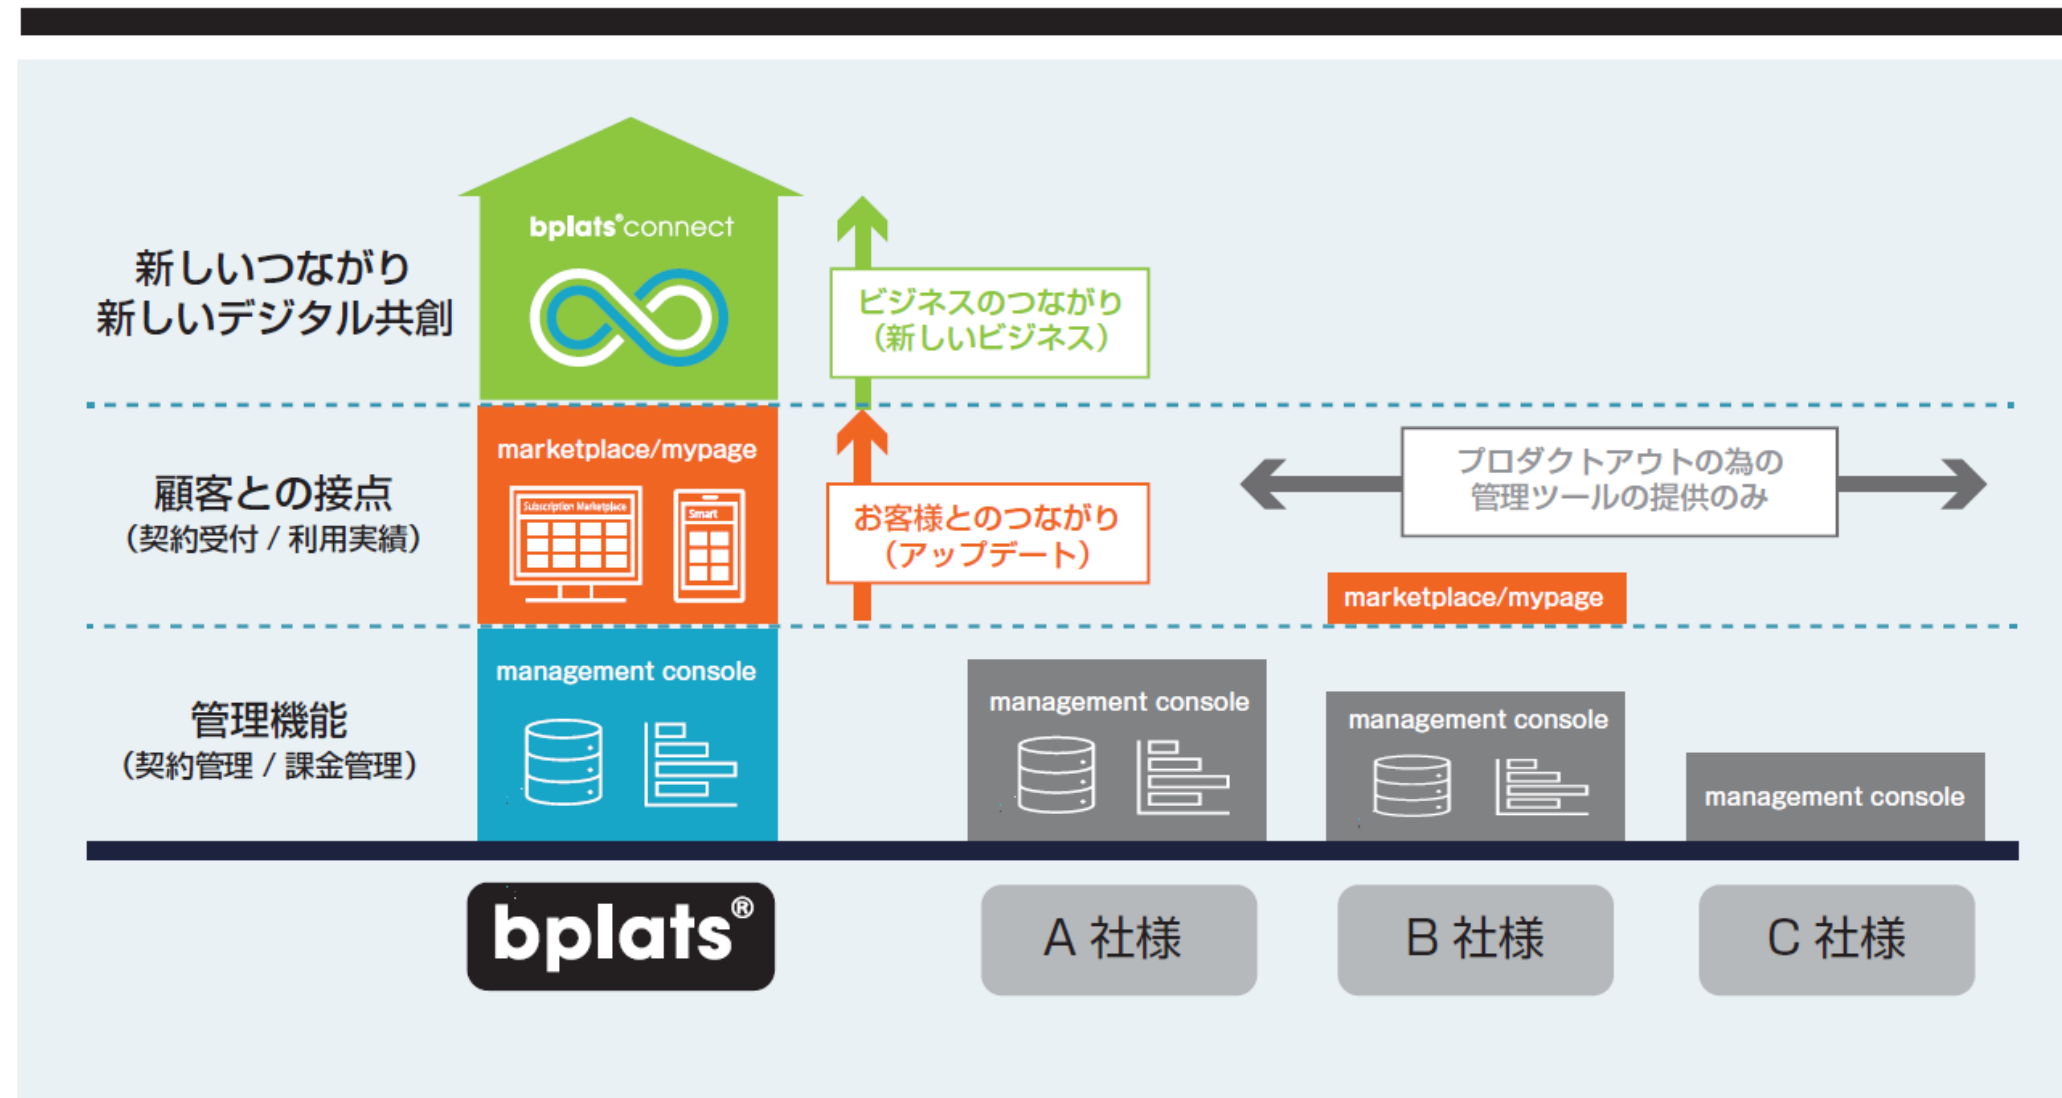 bplats®connect
新しいつながり
新しいデジタル共創
ビジネスのつながり
（新しいビジネス）
marketplace/mypage
Subscription Marketplace
Smart
顧客との接点
（契約受付 / 利用実績）
お客様とのつながり
（アップデート）
プロダクトアウトの為の
管理ツールの提供のみ
marketplace/mypage
management console
管理機能
（契約管理 / 課金管理）
management console
management console
management console
bplats®
A 社様
B 社様
C 社様